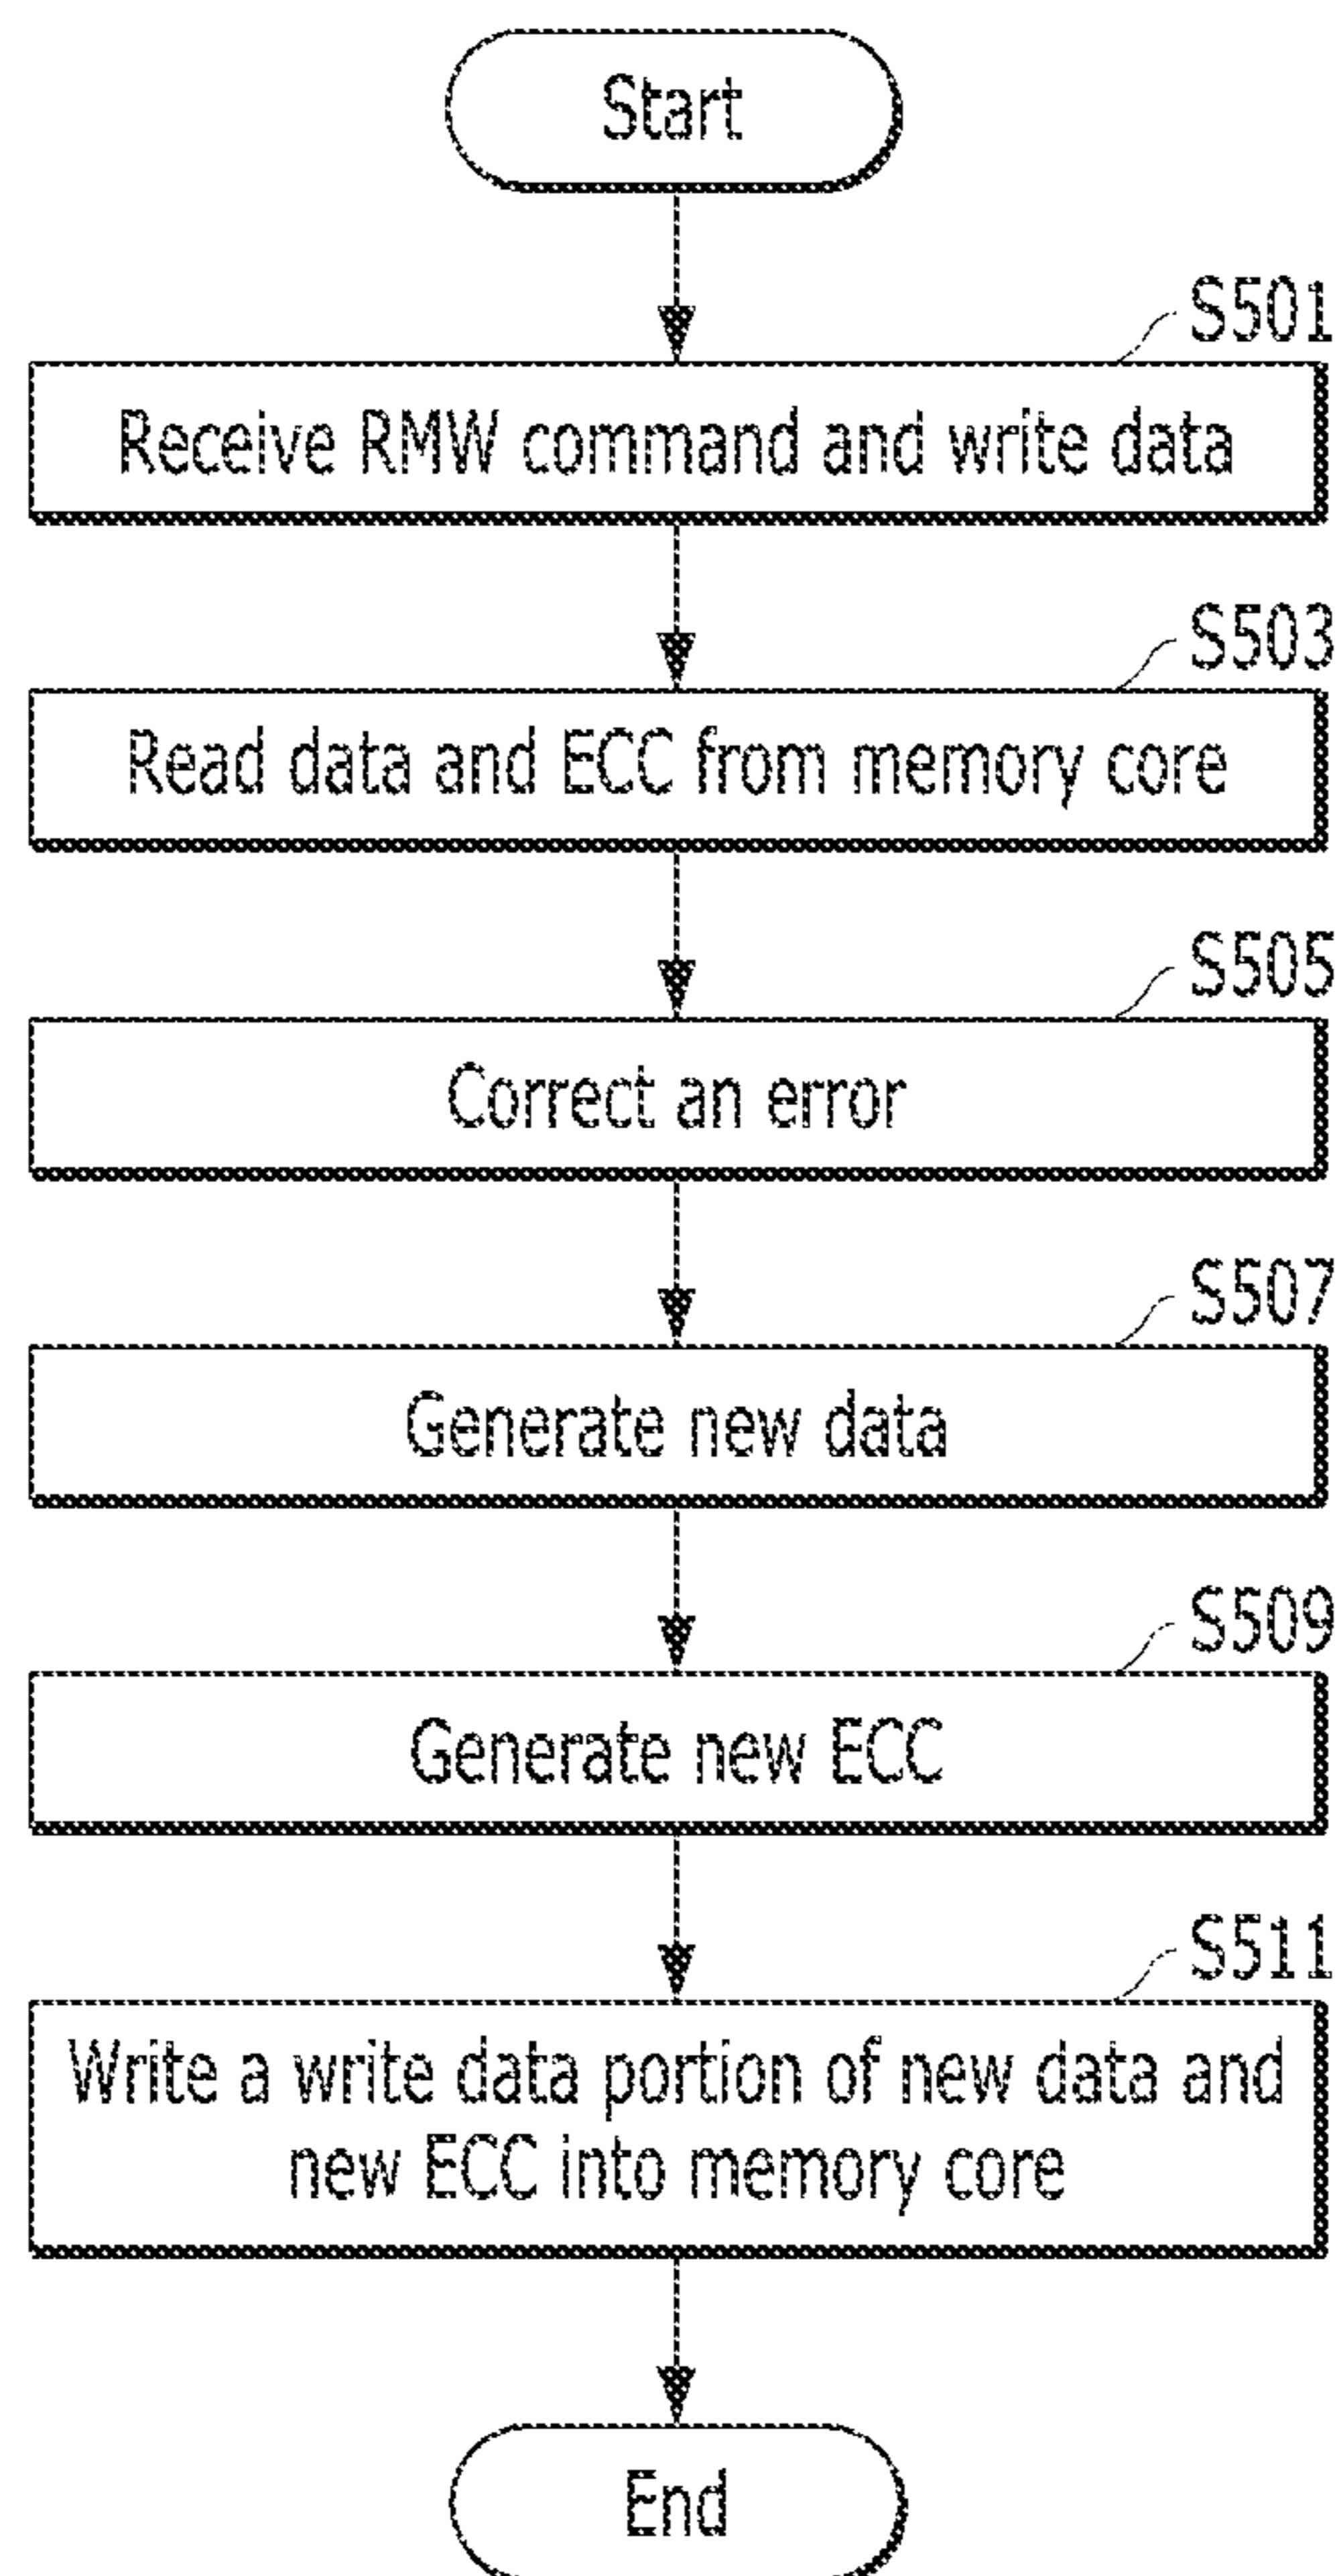 Start
S501
Receive RMW command and write data
S503
Read data and ECC from memory core
S505
Correct an error
S507
Generate new data
S509
Generate new ECC
S511
Write a write data portion of new data and
new ECC into memory core
End